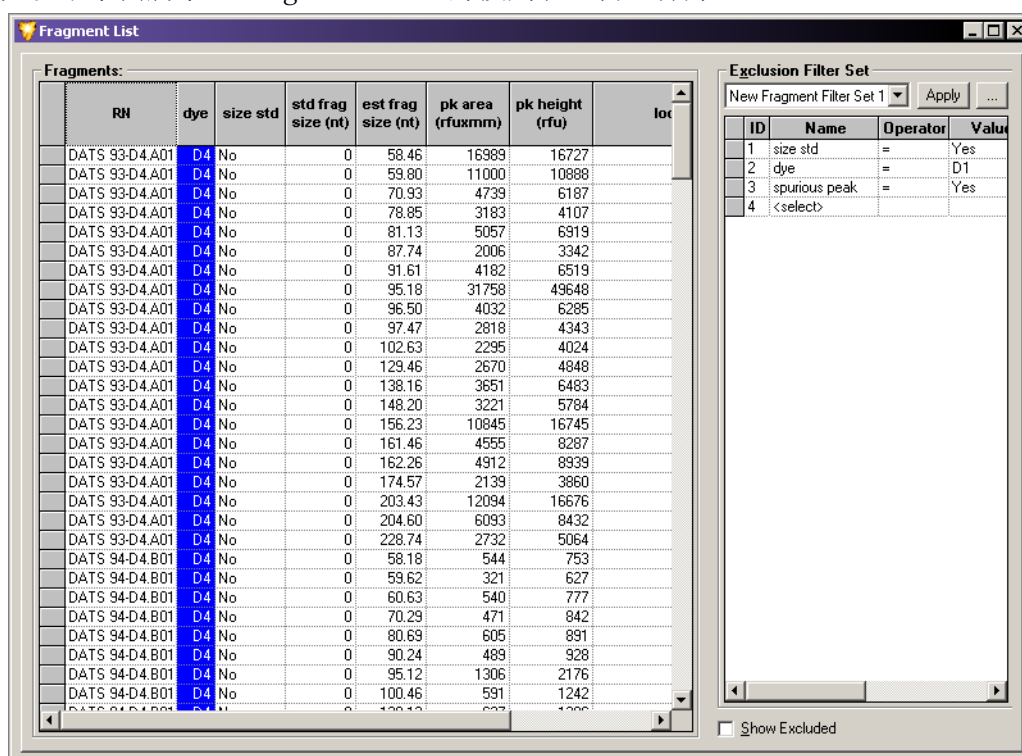 Fragment List
Fragments:
RN dye size std std frag size (nt) est frag size (nt) pk area (rfuxmm) pk height (rfu) loc
DATS 93-D4.A01 D4 No 0 58.46 16989 16727
DATS 93-D4.A01 D4 No 0 59.80 11000 10888
DATS 93-D4.A01 D4 No 0 70.93 4739 6187
DATS 93-D4.A01 D4 No 0 78.85 3183 4107
DATS 93-D4.A01 D4 No 0 81.13 5057 6919
DATS 93-D4.A01 D4 No 0 87.74 2006 3342
DATS 93-D4.A01 D4 No 0 91.61 4182 6519
DATS 93-D4.A01 D4 No 0 95.18 31758 49648
DATS 93-D4.A01 D4 No 0 96.50 4032 6285
DATS 93-D4.A01 D4 No 0 97.47 2818 4343
DATS 93-D4.A01 D4 No 0 102.63 2295 4024
DATS 93-D4.A01 D4 No 0 129.46 2670 4848
DATS 93-D4.A01 D4 No 0 138.16 3651 6483
DATS 93-D4.A01 D4 No 0 148.20 3221 5784
DATS 93-D4.A01 D4 No 0 156.23 10845 16745
DATS 93-D4.A01 D4 No 0 161.46 4555 8287
DATS 93-D4.A01 D4 No 0 162.26 4912 8939
DATS 93-D4.A01 D4 No 0 174.57 2139 3860
DATS 93-D4.A01 D4 No 0 203.43 12094 16676
DATS 93-D4.A01 D4 No 0 204.60 6093 8432
DATS 93-D4.A01 D4 No 0 228.74 2732 5064
DATS 94-D4.B01 D4 No 0 58.18 544 753
DATS 94-D4.B01 D4 No 0 59.62 321 627
DATS 94-D4.B01 D4 No 0 60.63 540 777
DATS 94-D4.B01 D4 No 0 70.29 471 842
DATS 94-D4.B01 D4 No 0 80.69 605 891
DATS 94-D4.B01 D4 No 0 90.24 489 928
DATS 94-D4.B01 D4 No 0 95.12 1306 2176
DATS 94-D4.B01 D4 No 0 100.46 591 1242
Exclusion Filter Set
New Fragment Filter Set 1 Apply ...
ID Name Operator Value
1 size std = Yes
2 dye = D1
3 spurious peak = Yes
4 <select>
Show Excluded